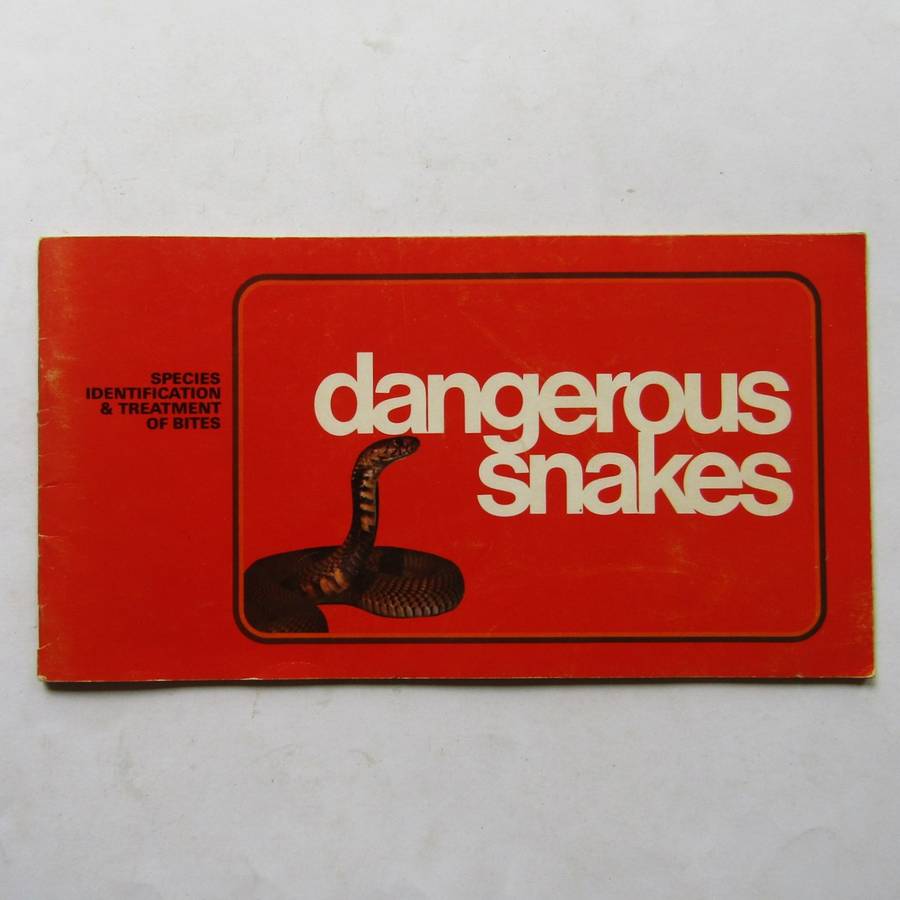 SPECIES
IDENTIFICATION
& TREATMENT
OF BITES
dangerous
snakes